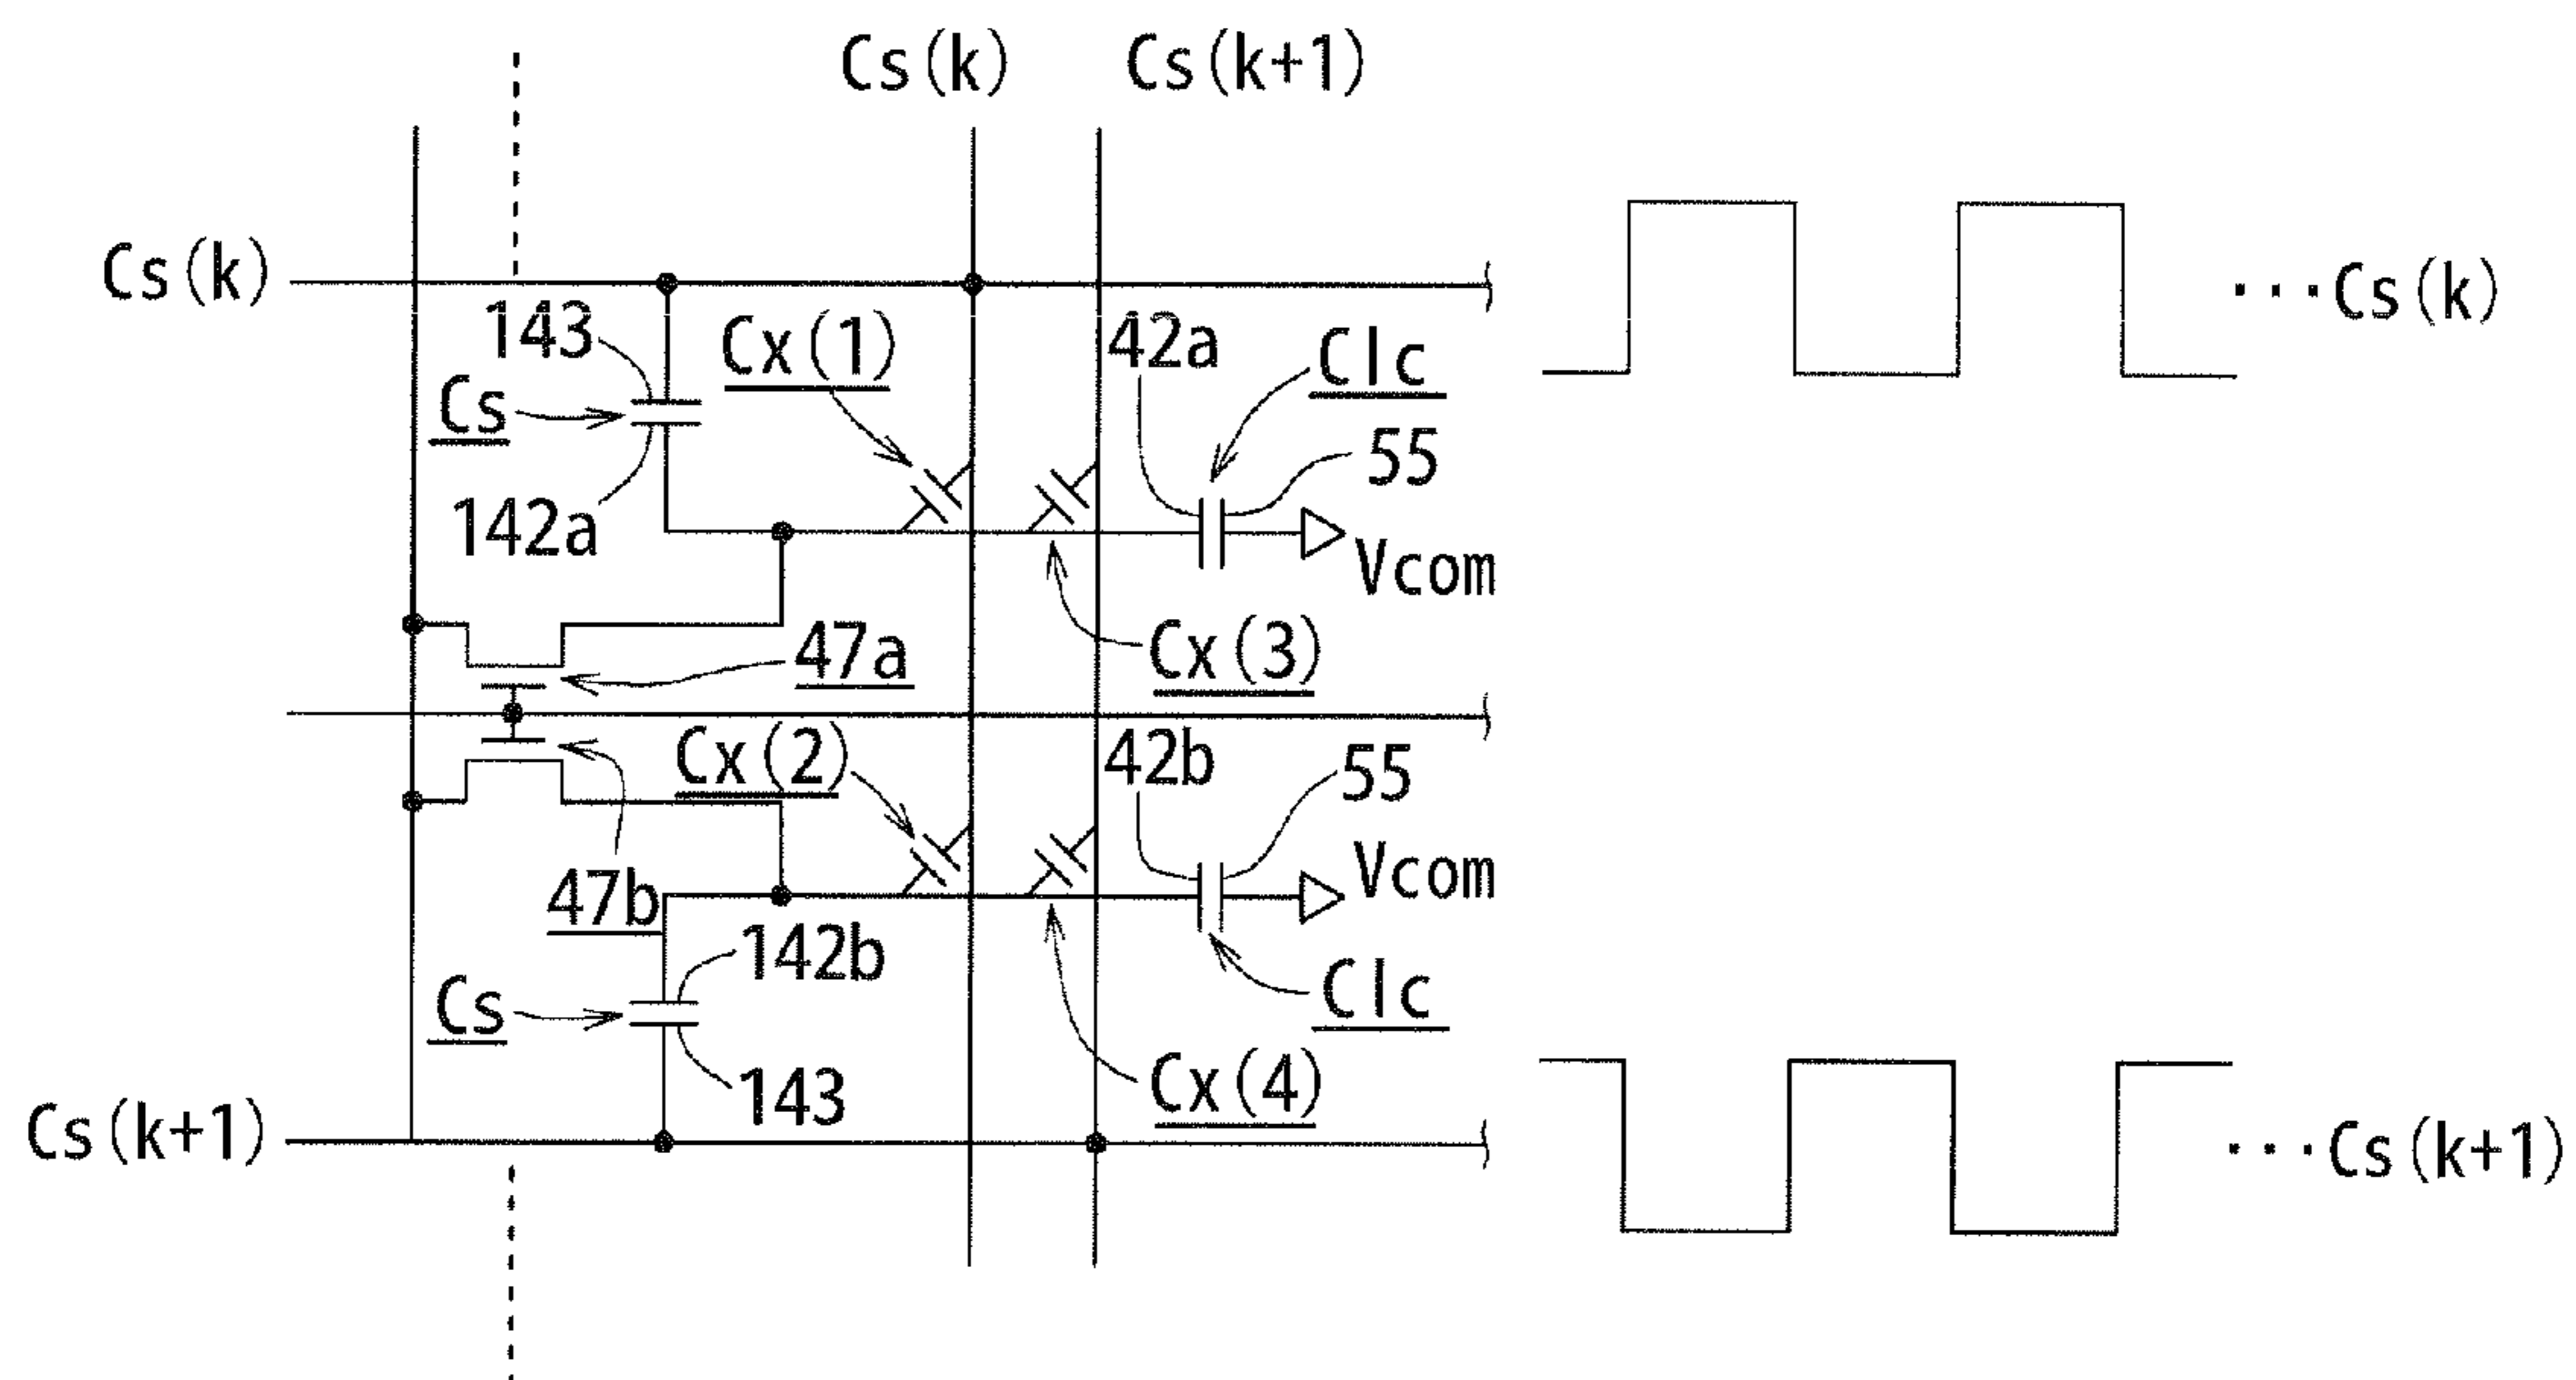 Cs(k) Cs(k+1)
Cs(k)
143 Cx(1) 42a Clc
Cs 55
142a
Vcom
47a Cx(3)
Cx(2) 42b 55
Vcom
47b
142b
Cs Clc
143 Cx(4)
Cs(k+1)
···Cs(k)
···Cs(k+1)